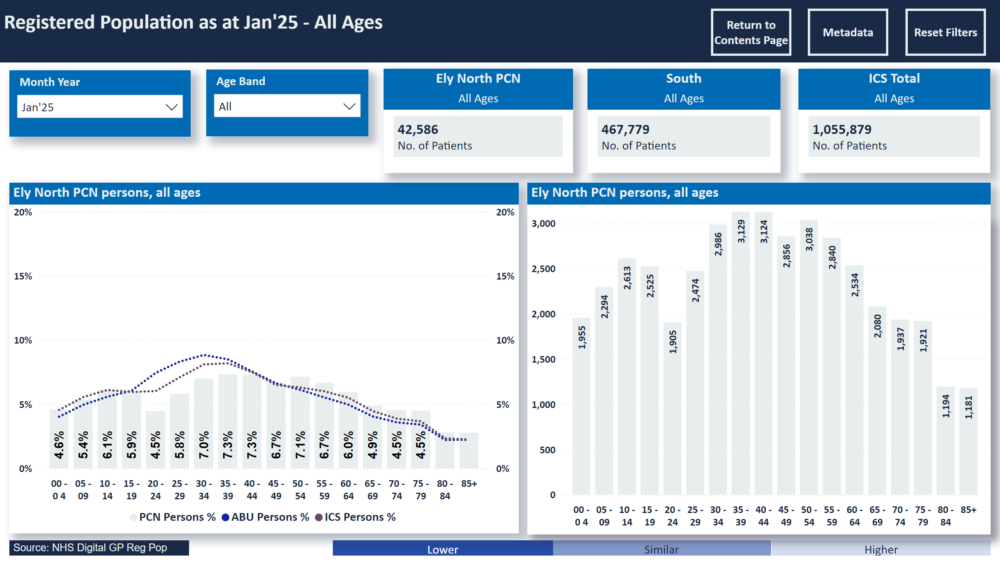 Registered Population as at Jan'25 - All Ages
Return to
Contents Page
Metadata
Reset Filters
Month Year
Jan'25
Age Band
All
Ely North PCN
All Ages
42,586
No. of Patients
South
All Ages
467,779
No. of Patients
ICS Total
All Ages
1,055,879
No. of Patients
Ely North PCN persons, all ages
20%
15%
10%
5%
0%
20%
15%
10%
5%
0%
4.6%
5.4%
6.1%
5.9%
4.5%
5.8%
7.0%
7.3%
7.3%
6.7%
7.1%
6.7%
6.0%
4.9%
4.5%
4.5%
00 - 05 - 10 - 15 - 20 - 25 - 30 - 35 - 40 - 45 - 50 - 55 - 60 - 65 - 70 - 75 - 80 - 85+
0 4 09 14 19 24 29 34 39 44 49 54 59 64 69 74 79 84
PCN Persons % ABU Persons % ICS Persons %
Ely North PCN persons, all ages
3,000
2,500
2,000
1,500
1,000
500
0
1,955
2,294
2,613
2,525
1,905
2,474
2,986
3,129
3,124
2,856
3,038
2,840
2,534
2,080
1,937
1,921
1,194
1,181
00 - 05 - 10 - 15 - 20 - 25 - 30 - 35 - 40 - 45 - 50 - 55 - 60 - 65 - 70 - 75 - 80 - 85+
0 4 09 14 19 24 29 34 39 44 49 54 59 64 69 74 79 84
Source: NHS Digital GP Reg Pop
Lower
Similar
Higher